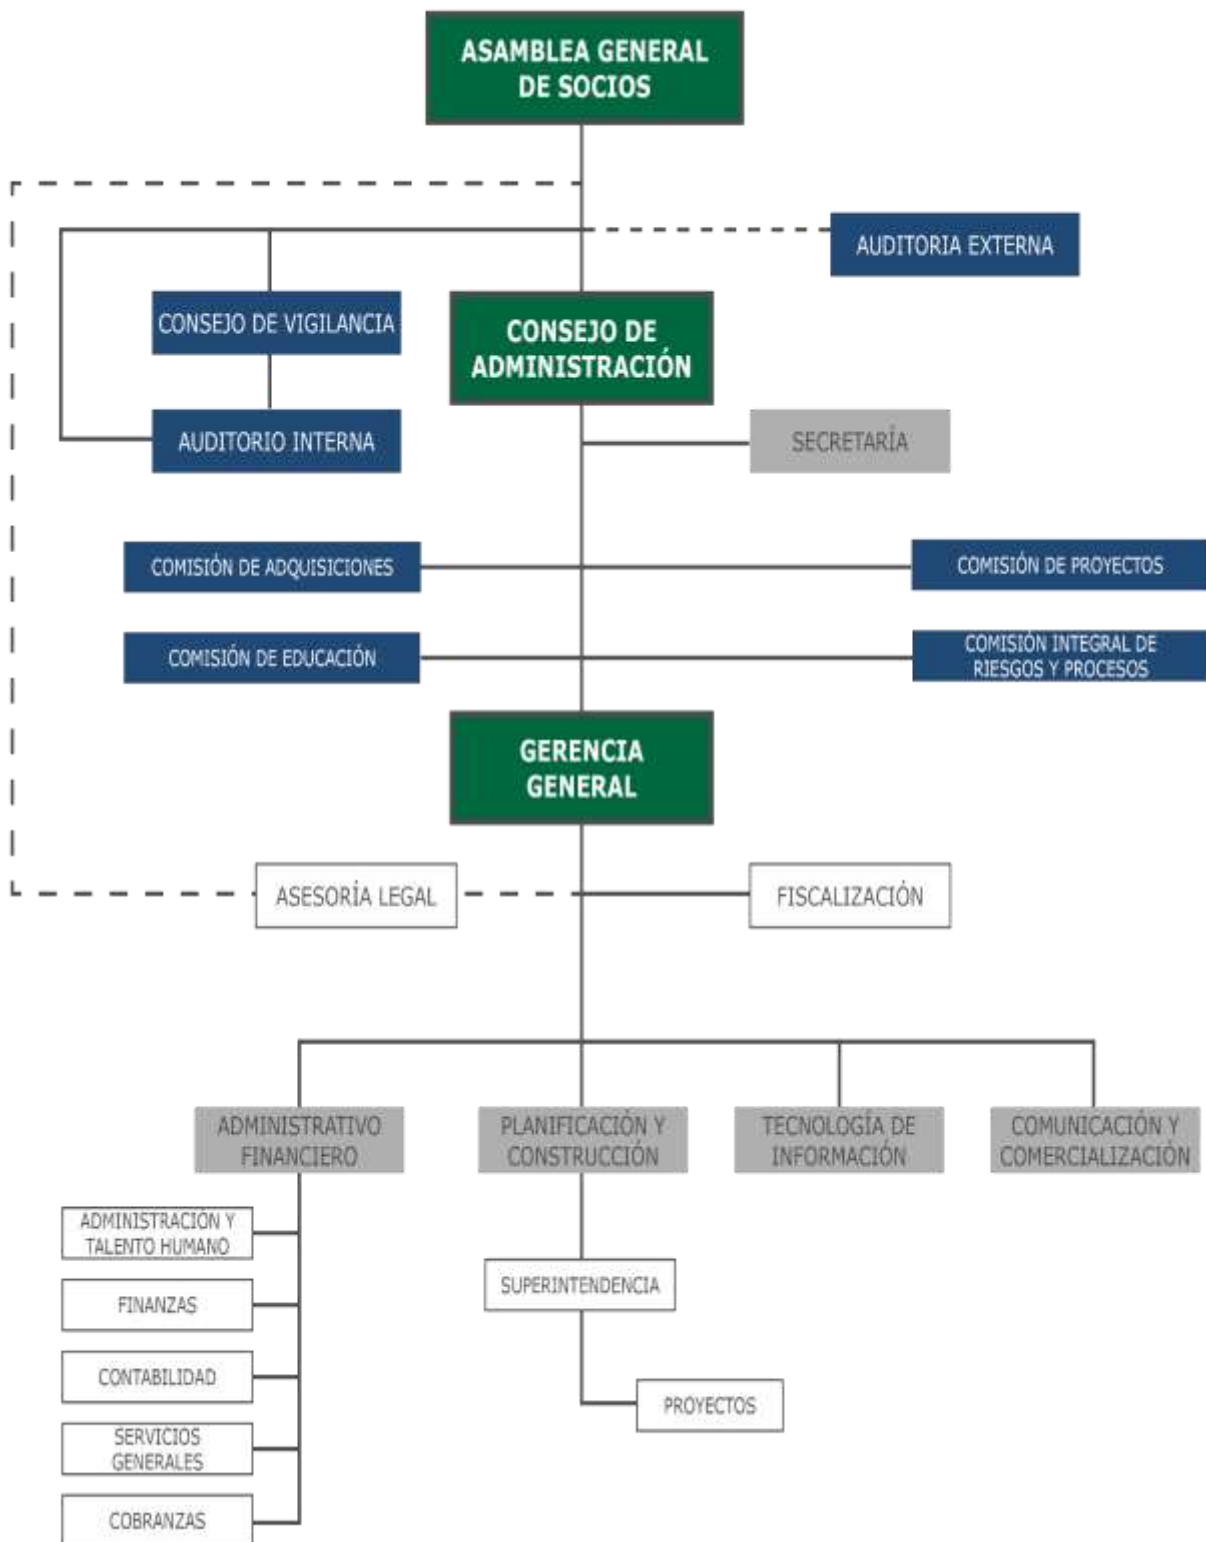 ASAMBLEA GENERAL
DE SOCIOS
AUDITORIA EXTERNA
CONSEJO DE VIGILANCIA
CONSEJO DE
ADMINISTRACIÓN
AUDITORIO INTERNA
SECRETARÍA
COMISIÓN DE ADQUISICIONES
COMISIÓN DE PROYECTOS
COMISIÓN DE EDUCACIÓN
COMISIÓN INTEGRAL DE
RIESGOS Y PROCESOS
GERENCIA
GENERAL
ASESORÍA LEGAL
FISCALIZACIÓN
ADMINISTRATIVO
FINANCIERO
PLANIFICACIÓN Y
CONSTRUCCIÓN
TECNOLOGÍA DE
INFORMACIÓN
COMUNICACIÓN Y
COMERCIALIZACIÓN
ADMINISTRACIÓN Y
TALENTO HUMANO
FINANZAS
CONTABILIDAD
SERVICIOS
GENERALES
COBRANZAS
SUPERINTENDENCIA
PROYECTOS